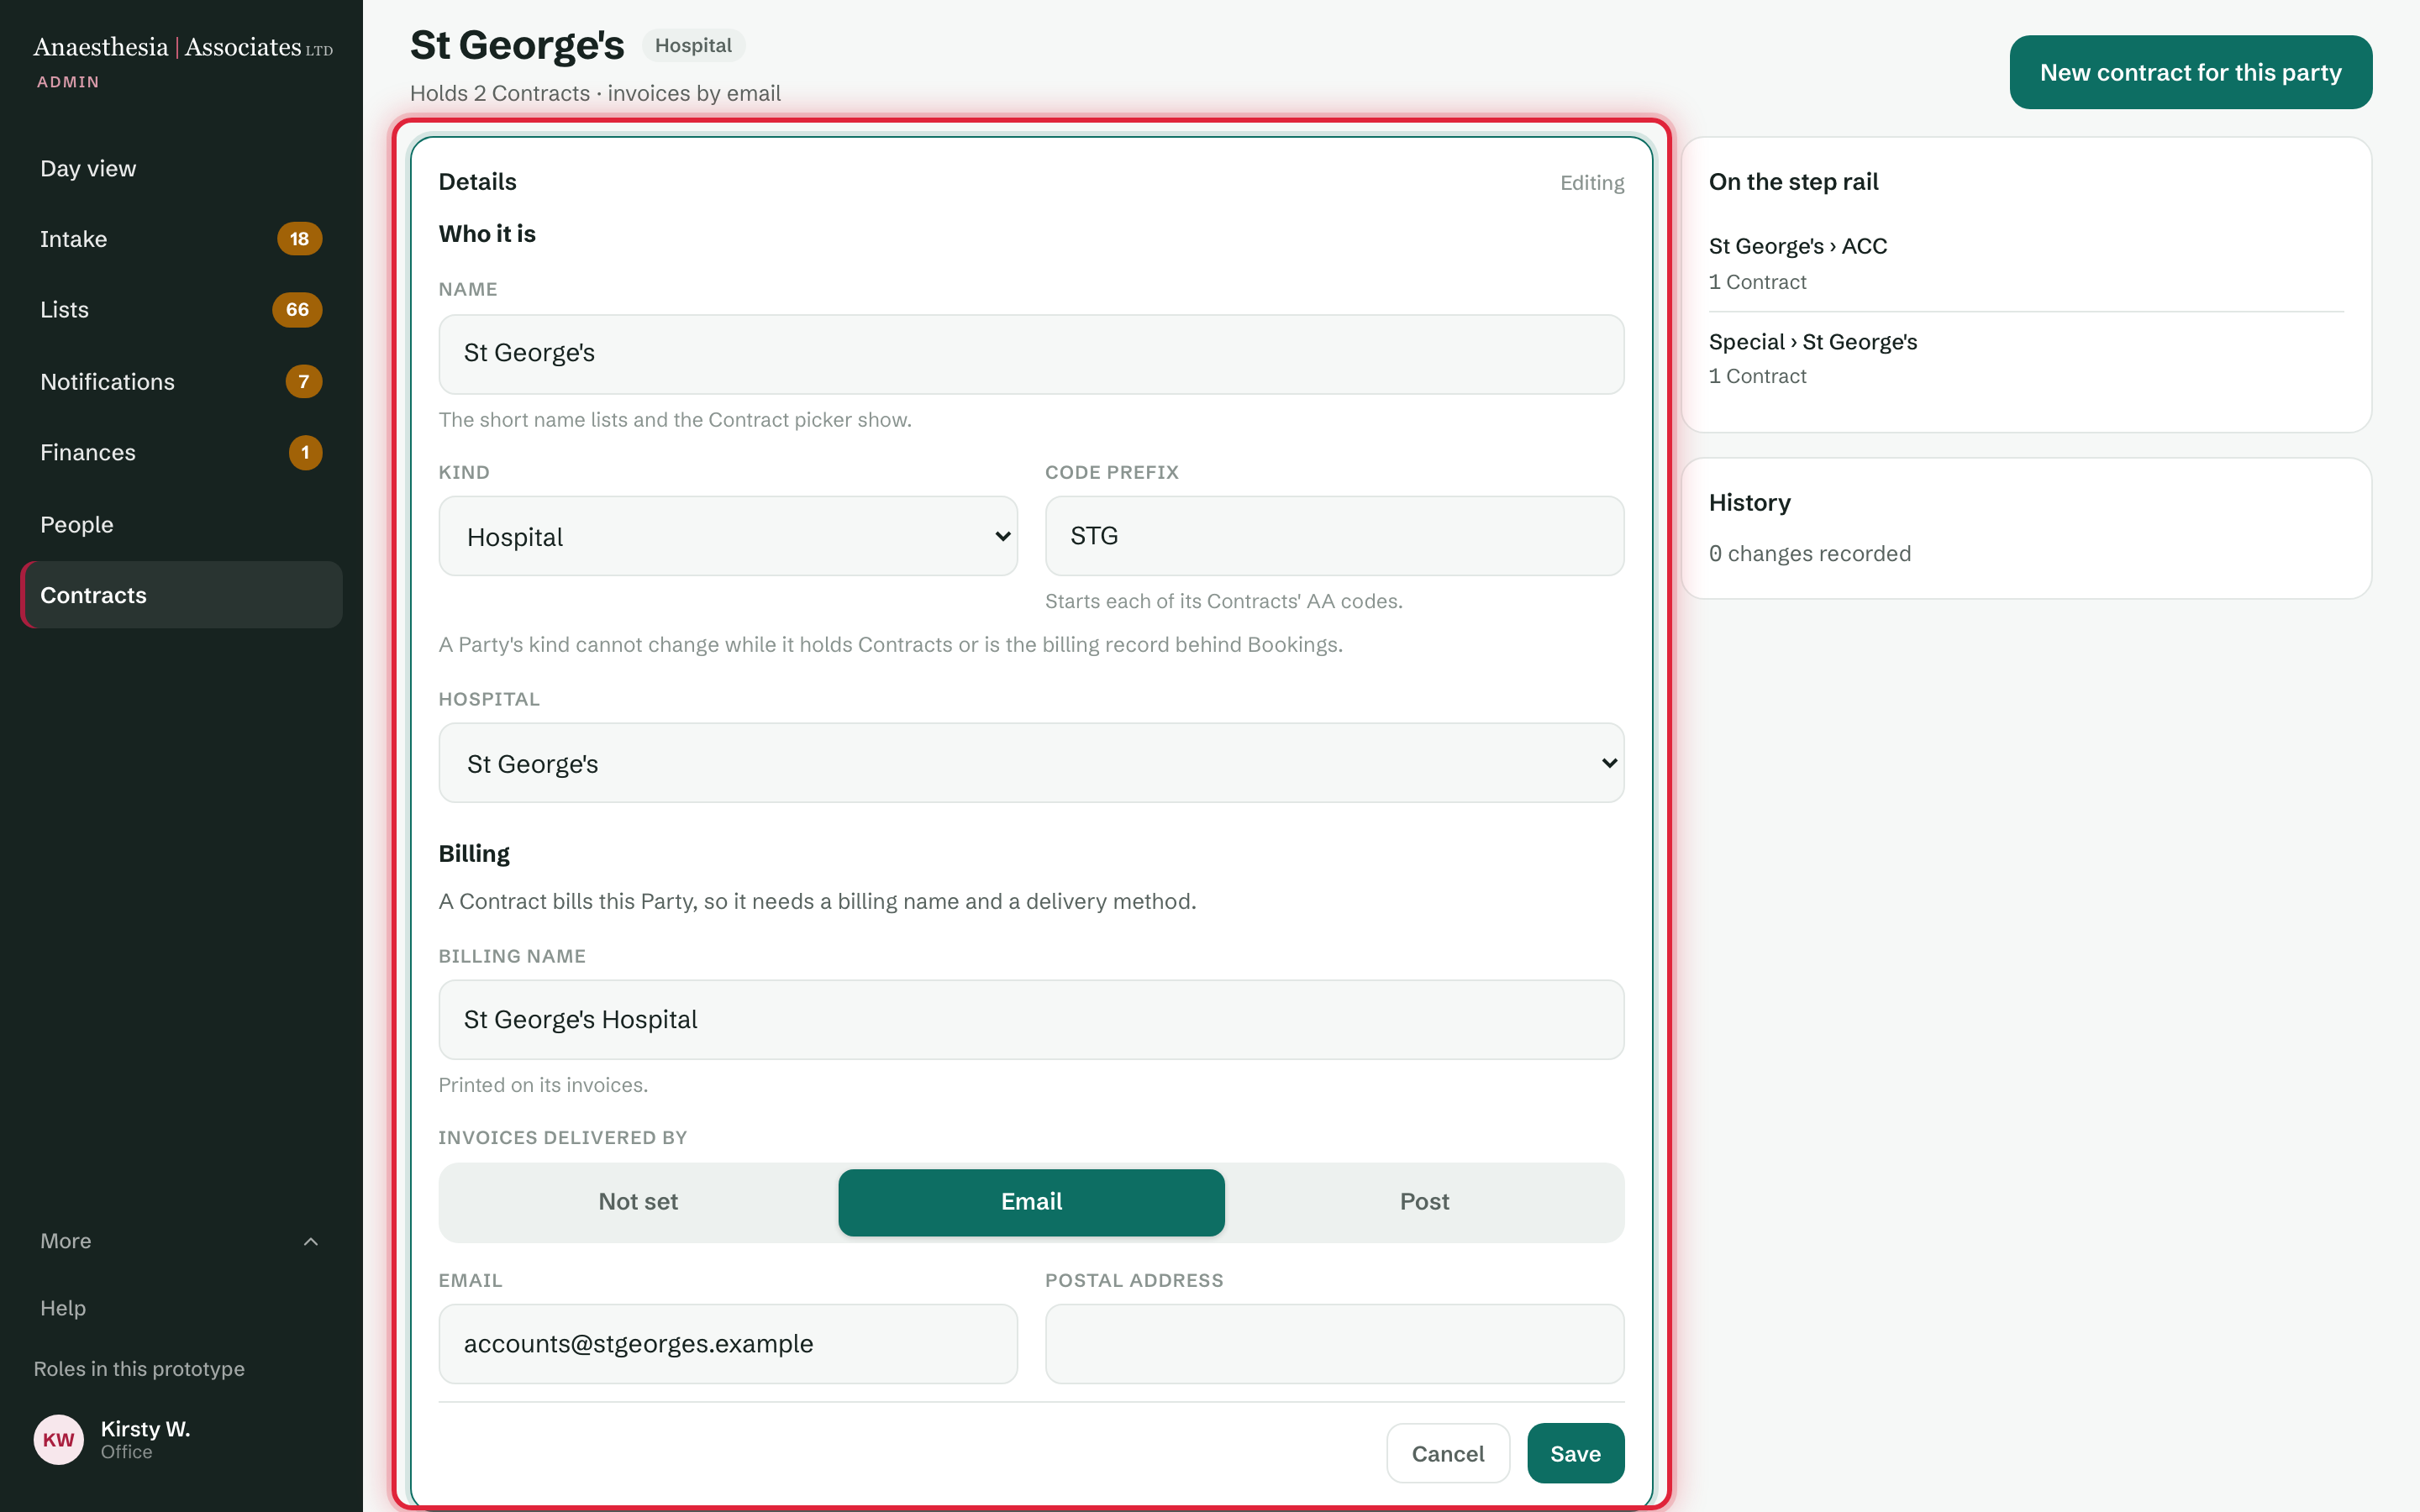 Anaesthesia | Associates LTD
ADMIN
Day view
Intake 18
Lists 66
Notifications 7
Finances 1
People
Contracts
More
Help
Roles in this prototype
KW
Kirsty W.
Office
St George's Hospital
Holds 2 Contracts · invoices by email
New contract for this party
Details Editing
Who it is
NAME
St George's
The short name lists and the Contract picker show.
KIND
Hospital
CODE PREFIX
STG
Starts each of its Contracts' AA codes.
A Party's kind cannot change while it holds Contracts or is the billing record behind Bookings.
HOSPITAL
St George's
Billing
A Contract bills this Party, so it needs a billing name and a delivery method.
BILLING NAME
St George's Hospital
Printed on its invoices.
INVOICES DELIVERED BY
Not set Email Post
EMAIL
accounts@stgeorges.example
POSTAL ADDRESS
Cancel Save
On the step rail
St George's › ACC
1 Contract
Special › St George's
1 Contract
History
0 changes recorded